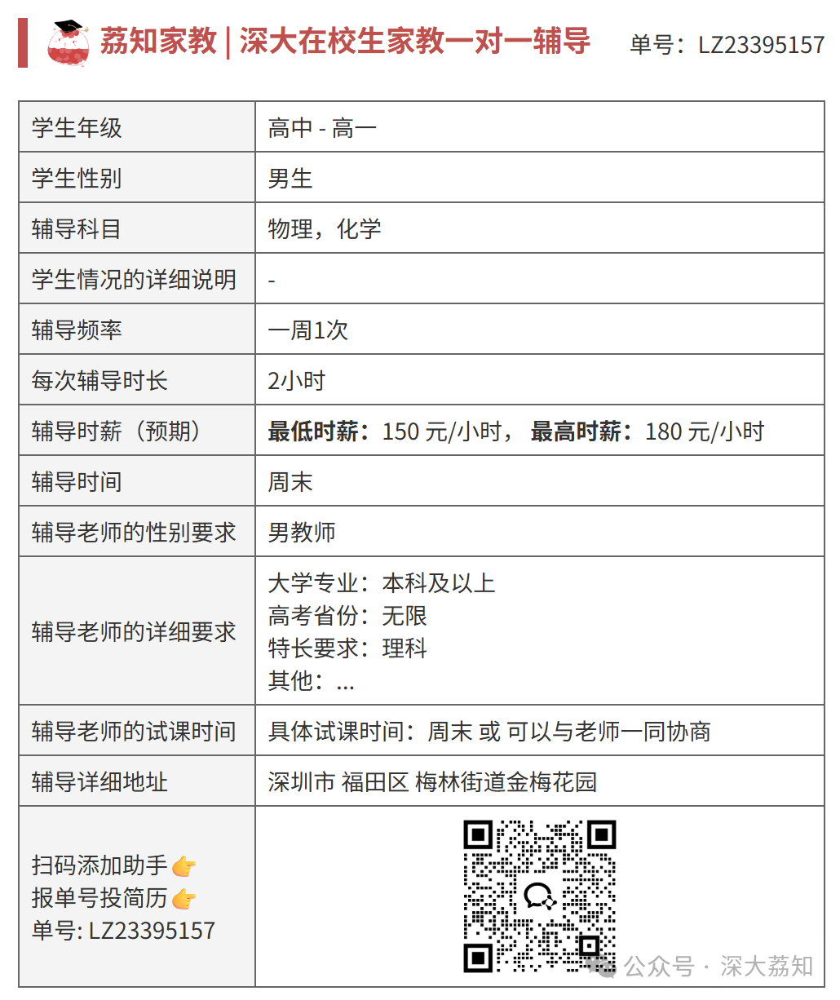 荔知家教 | 深大在校生家教一对一辅导
单号：LZ23395157
学生年级
高中 - 高一
学生性别
男生
辅导科目
物理，化学
学生情况的详细说明
-
辅导频率
一周1次
每次辅导时长
2小时
辅导时薪（预期）
最低时薪：150 元/小时， 最高时薪：180 元/小时
辅导时间
周末
辅导老师的性别要求
男教师
辅导老师的详细要求
大学专业：本科及以上
高考省份：无限
特长要求：理科
其他：...
辅导老师的试课时间
具体试课时间：周末 或 可以与老师一同协商
辅导详细地址
深圳市 福田区 梅林街道金梅花园
扫码添加助手👉
报单号投简历👉
单号: LZ23395157
公众号 · 深大荔知